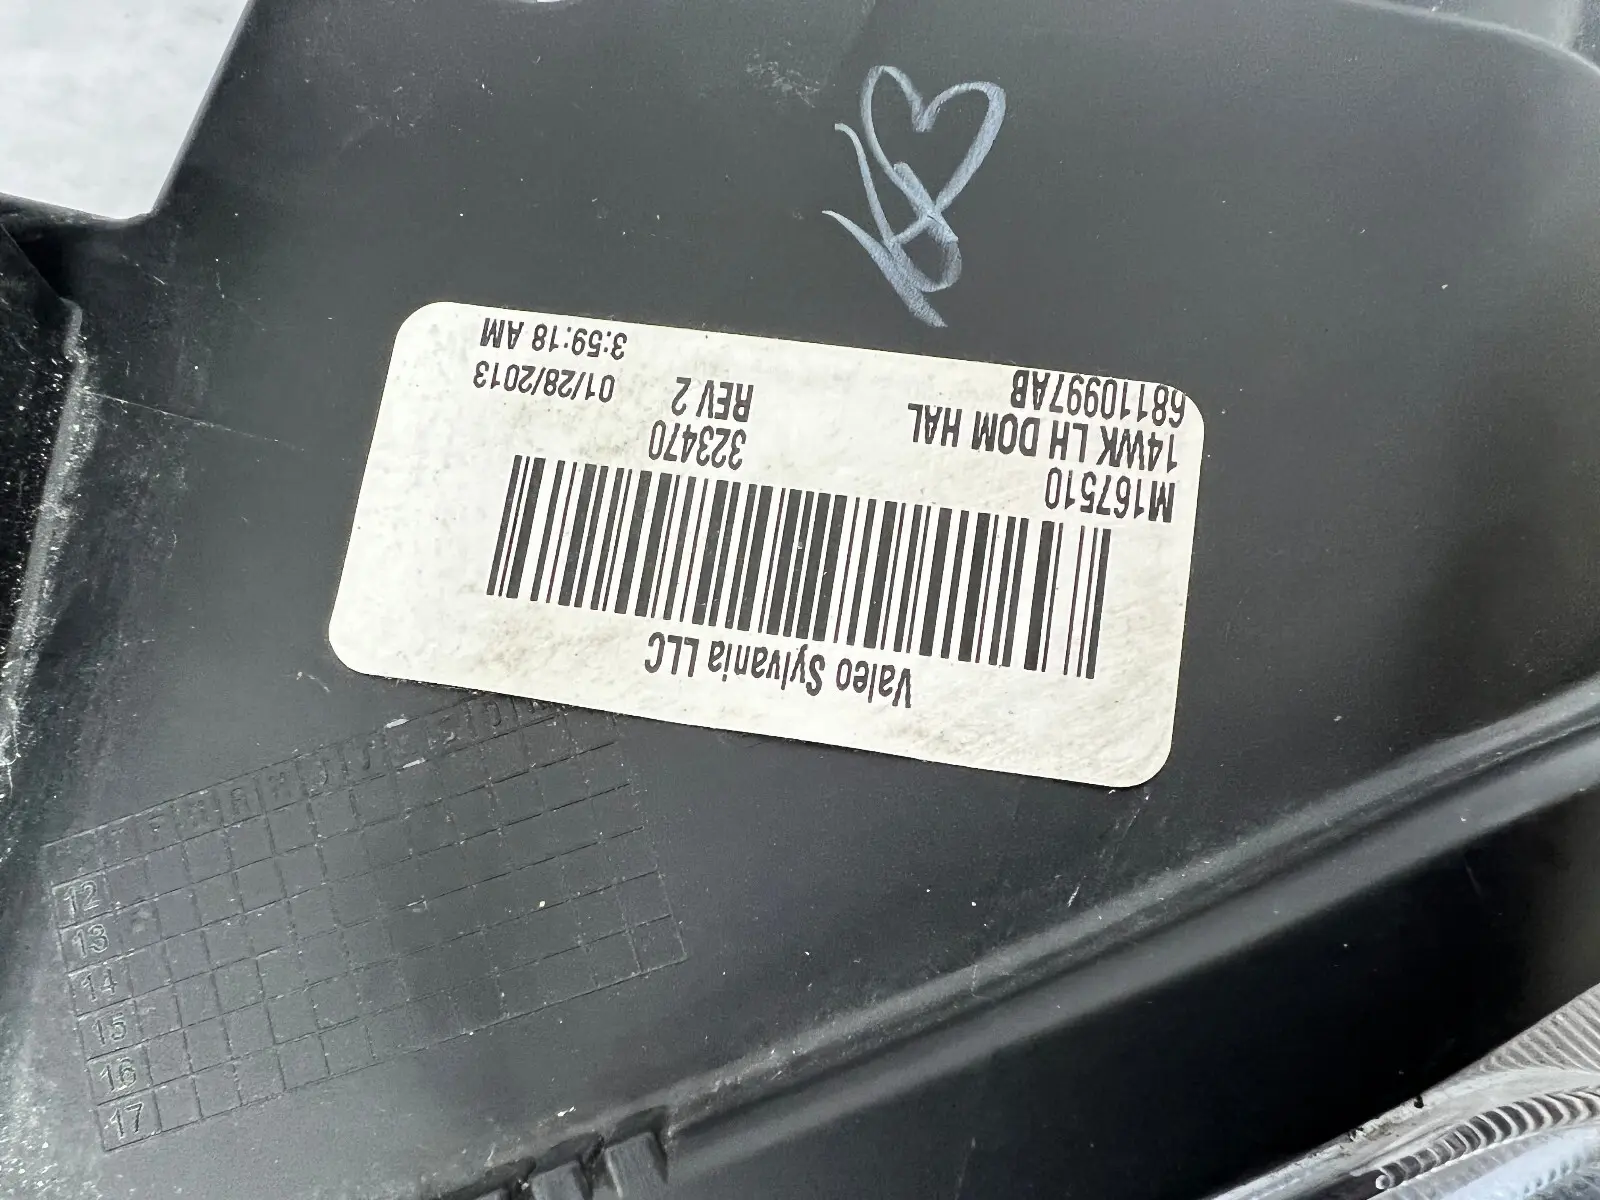 Valeo Sylvania LLC
M167510 323470
14WK LH DOM HAL REV 2 01/28/2013
68110997AB 3:59:18 AM
12
13
14
15
16
17